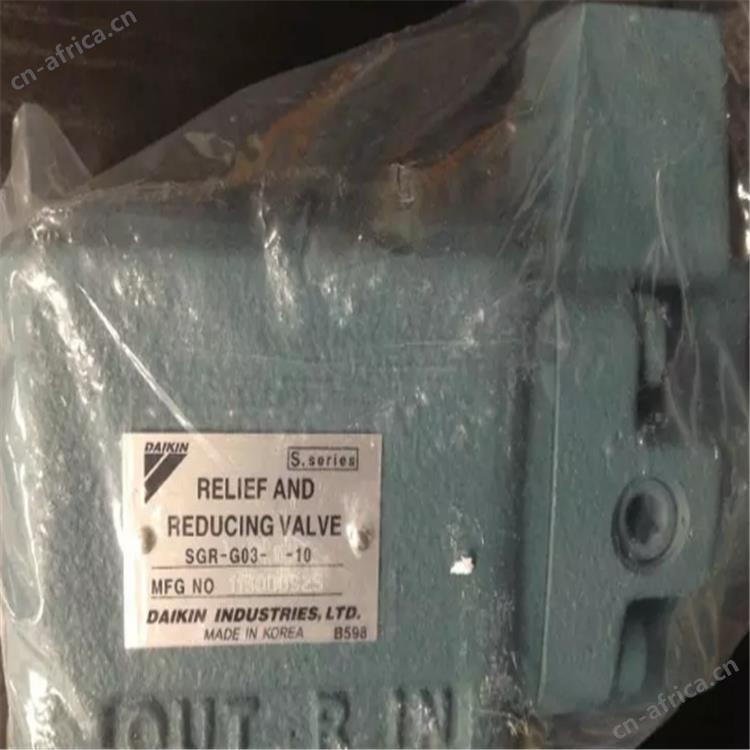 cn-africa.cn
DAIKIN
S.series
RELIEF AND
REDUCING VALVE
SGR-G03- -10
MFG NO
DAIKIN INDUSTRIES, LTD.
MADE IN KOREA B598
OUT R IN
cn-africa.cn